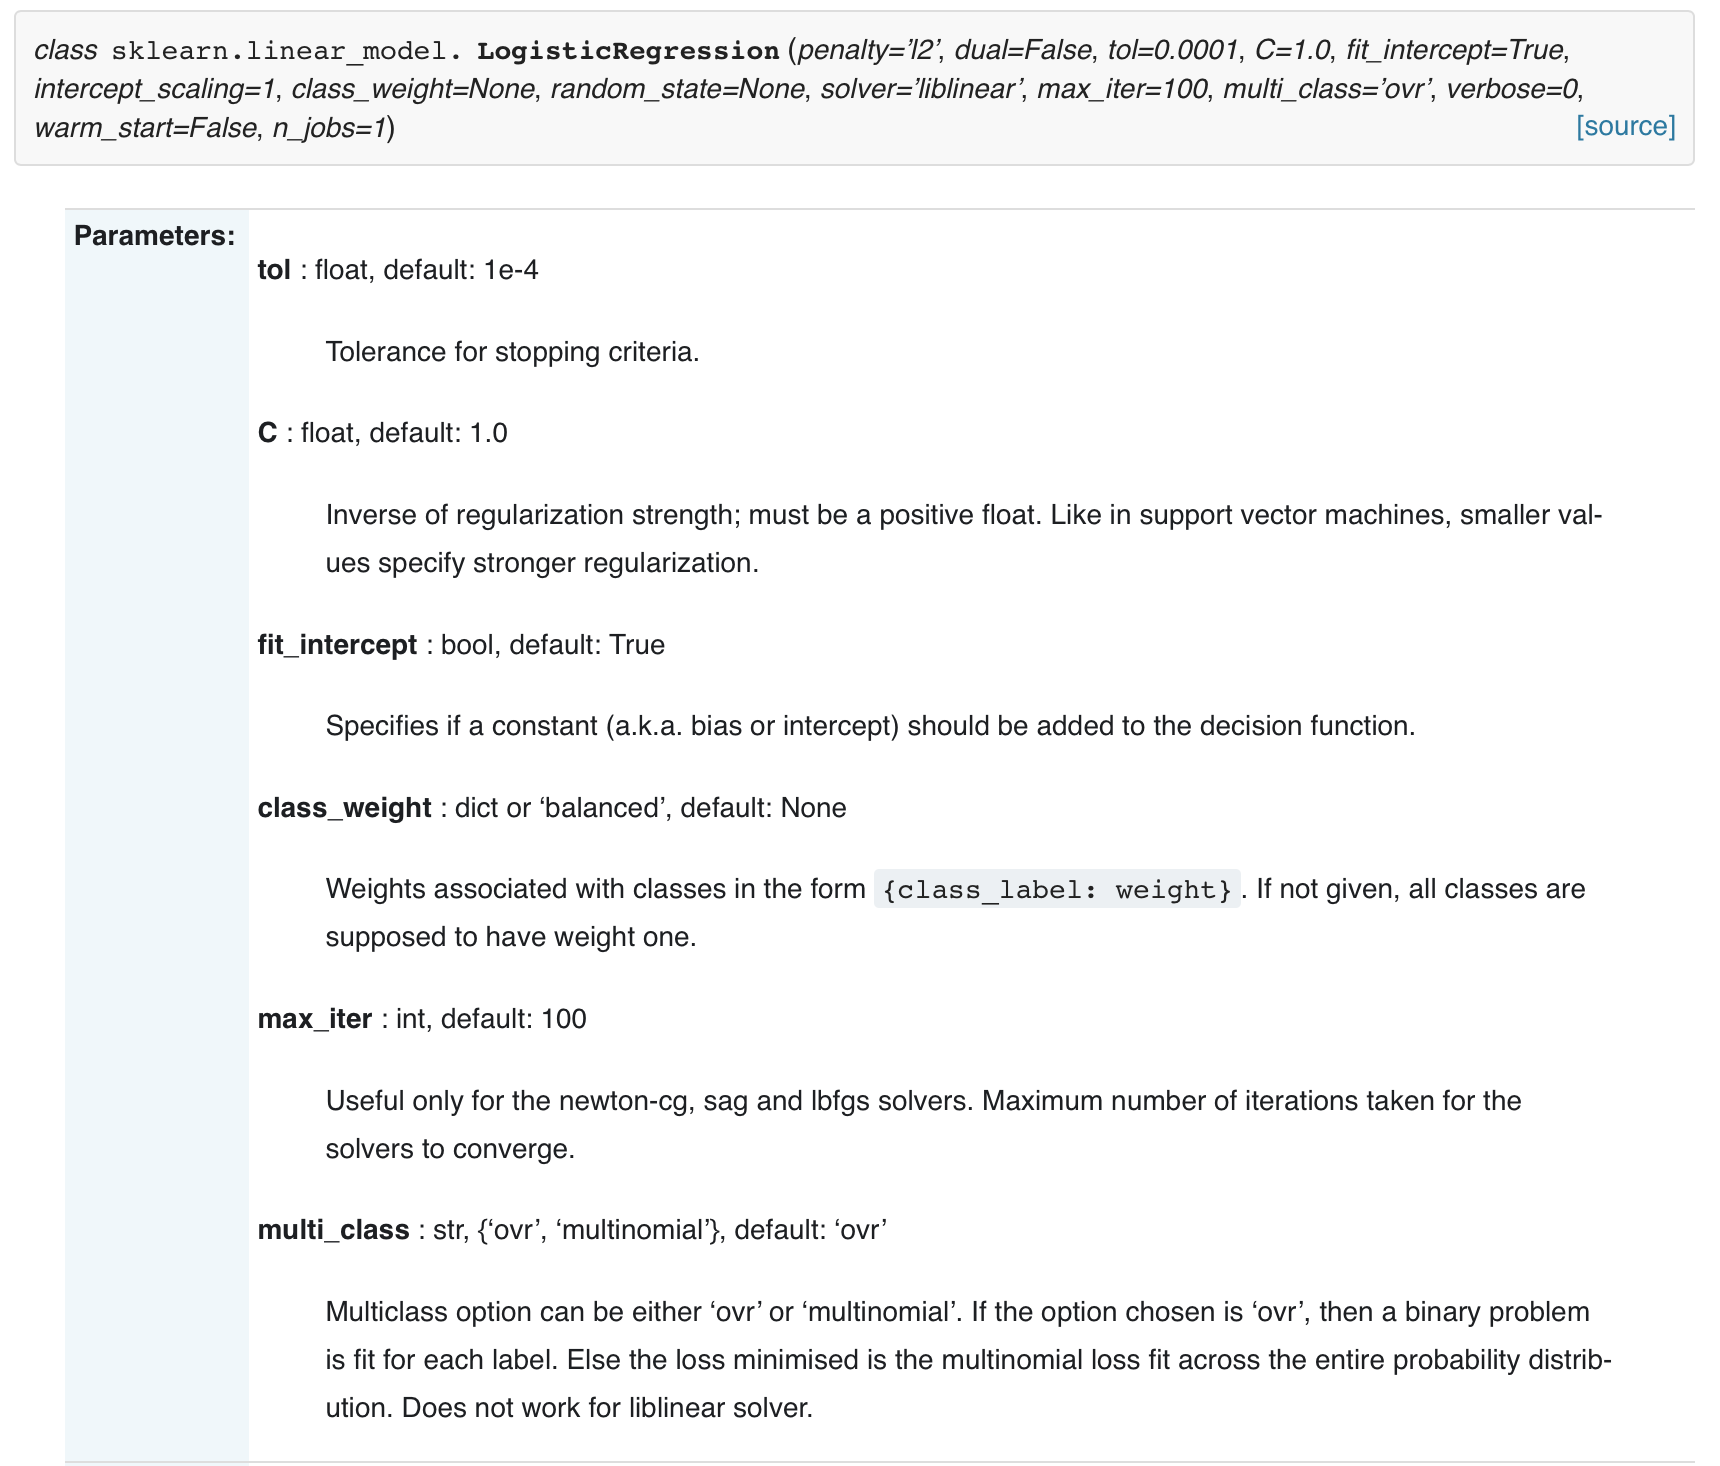 class sklearn.linear_model. LogisticRegression (penalty=’l2’, dual=False, tol=0.0001, C=1.0, fit_intercept=True,
intercept_scaling=1, class_weight=None, random_state=None, solver=’liblinear’, max_iter=100, multi_class=’ovr’, verbose=0,
warm_start=False, n_jobs=1) [source]
Parameters:
tol : float, default: 1e-4
Tolerance for stopping criteria.
C : float, default: 1.0
Inverse of regularization strength; must be a positive float. Like in support vector machines, smaller val-
ues specify stronger regularization.
fit_intercept : bool, default: True
Specifies if a constant (a.k.a. bias or intercept) should be added to the decision function.
class_weight : dict or ‘balanced’, default: None
Weights associated with classes in the form {class_label: weight}. If not given, all classes are
supposed to have weight one.
max_iter : int, default: 100
Useful only for the newton-cg, sag and lbfgs solvers. Maximum number of iterations taken for the
solvers to converge.
multi_class : str, {‘ovr’, ‘multinomial’}, default: ‘ovr’
Multiclass option can be either ‘ovr’ or ‘multinomial’. If the option chosen is ‘ovr’, then a binary problem
is fit for each label. Else the loss minimised is the multinomial loss fit across the entire probability distrib-
ution. Does not work for liblinear solver.